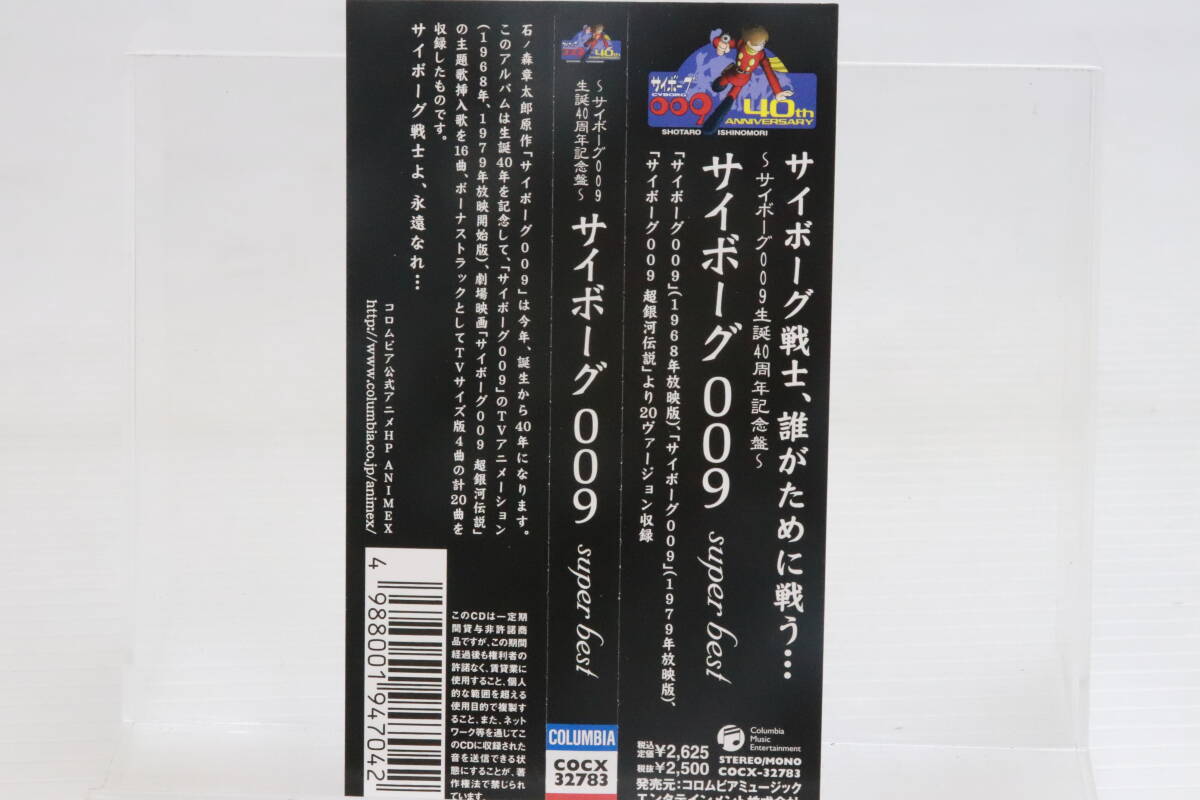 サイボーグ
CYBORG
009
40th
ANNIVERSARY
SHOTARO ISHINOMORI
サイボーグ戦士、誰がために戦う…
～サイボーグ009生誕40周年記念盤～
サイボーグ009 super best
「サイボーグ009」(1968年放映版)、「サイボーグ009」(1979年放映版)、
「サイボーグ009 超銀河伝説」より20ヴァージョン収録
Columbia
Music
Entertainment
STEREO/MONO
COCX-32783
税込
定価¥2,625
税抜¥2,500
発売元:コロムビアミュージック
エンタテインメント株式会社
40th
～サイボーグ009
生誕40周年記念盤～
サイボーグ009 super best
COLUMBIA
COCX
32783
石ノ森章太郎原作「サイボーグ009」は今年、誕生から40年になります。
このアルバムは生誕40年を記念して、「サイボーグ009」のTVアニメーション
(1968年、1979年放映開始版)、劇場映画「サイボーグ009 超銀河伝説」
の主題歌挿入歌を16曲、ボーナストラックとしてTVサイズ版4曲の計20曲を
収録したものです。
サイボーグ戦士よ、永遠なれ…
コロムビア公式アニメHP ANIMEX
http://www.columbia.co.jp/animex/
4 988001 947042
このCDは一定期
間貸与非許諾商
品ですが、この期間
経過後も権利者の
許諾なく、賃貸業に
使用すること、個人
的な範囲を超える
使用目的で複製す
ること、また、ネット
ワーク等を通じてこ
のCDに収録された
音を送信できる状
態にすることが、著
作権法で禁じられ
ています。